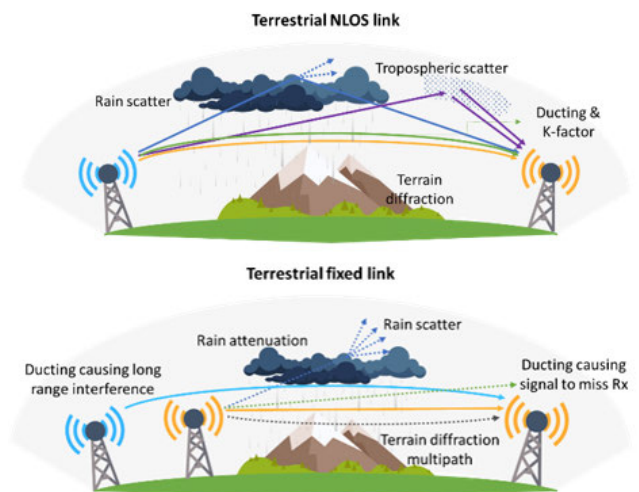 Terrestrial NLOS link
Tropospheric scatter
Rain scatter
Ducting &
K-factor
Terrain
diffraction
Terrestrial fixed link
Rain scatter
Rain attenuation
Ducting causing long
range interference
Ducting causing
signal to miss Rx
Terrain diffraction
multipath